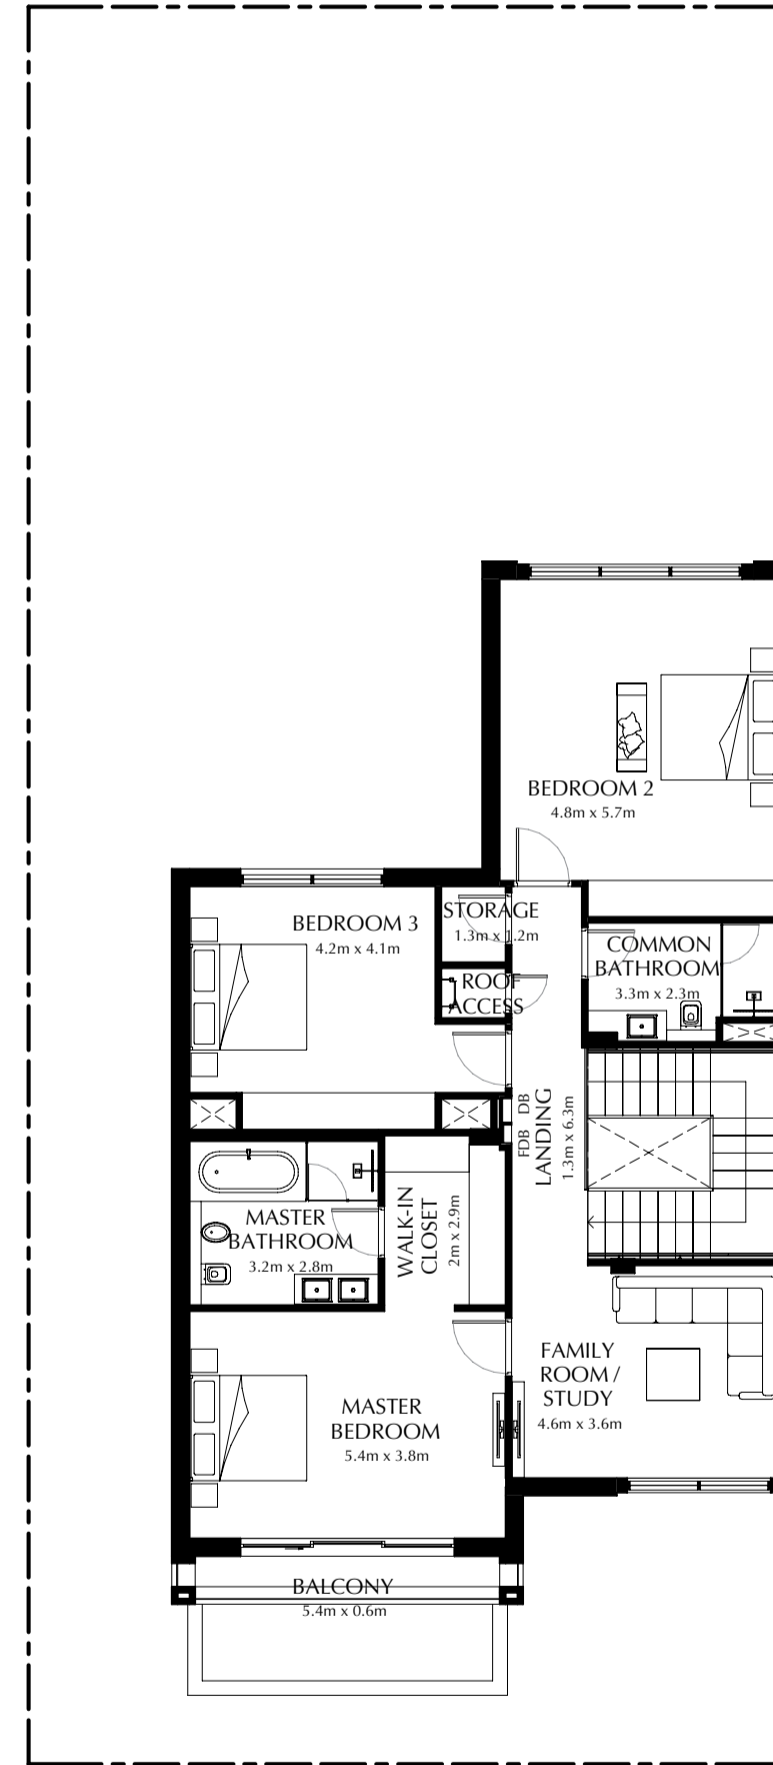 BEDROOM 2
4.8m x 5.7m
BEDROOM 3
4.2m x 4.1m
STORAGE
1.3m x 1.2m
ROOF
ACCESS
COMMON
BATHROOM
3.3m x 2.3m
FDB DB
LANDING
1.3m x 6.3m
MASTER
BATHROOM
3.2m x 2.8m
WALK-IN
CLOSET
2m x 2.9m
FAMILY
ROOM /
STUDY
4.6m x 3.6m
MASTER
BEDROOM
5.4m x 3.8m
BALCONY
5.4m x 0.6m